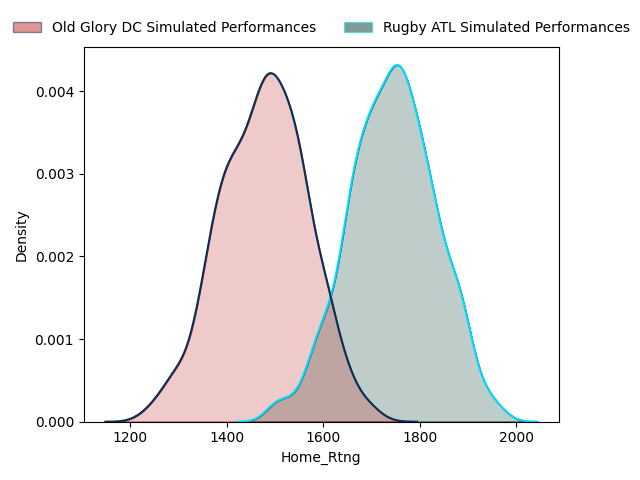 Old Glory DC Simulated Performances Rugby ATL Simulated Performances
0.004
0.003
0.002
0.001
0.000
Density
1200 1400 1600 1800 2000
Home_Rtng